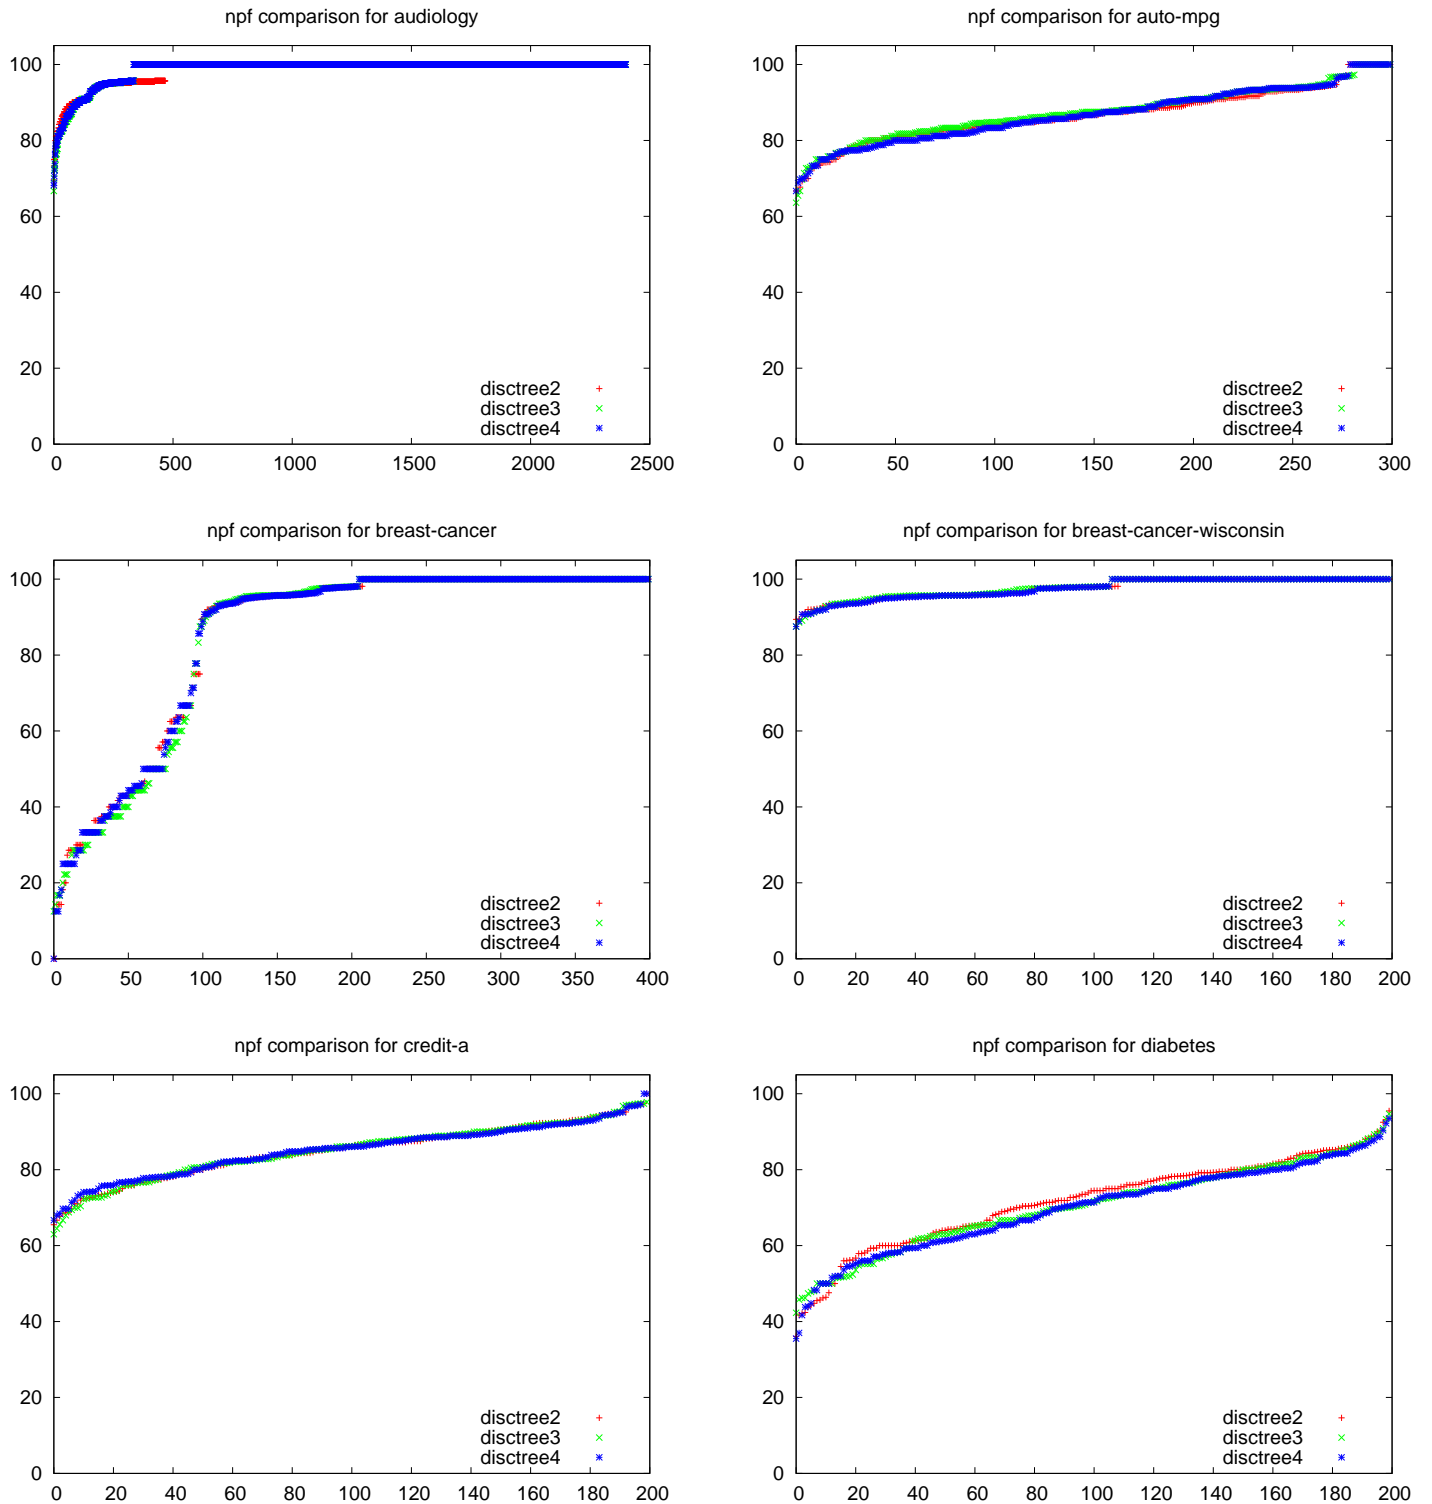 npf comparison for audiology
100
80
60
40
20
0
disctree2
disctree3
disctree4
0 500 1000 1500 2000 2500
npf comparison for auto-mpg
100
80
60
40
20
0
disctree2
disctree3
disctree4
0 50 100 150 200 250 300
npf comparison for breast-cancer
100
80
60
40
20
0
disctree2
disctree3
disctree4
0 50 100 150 200 250 300 350 400
npf comparison for breast-cancer-wisconsin
100
80
60
40
20
0
disctree2
disctree3
disctree4
0 20 40 60 80 100 120 140 160 180 200
npf comparison for credit-a
100
80
60
40
20
0
disctree2
disctree3
disctree4
0 20 40 60 80 100 120 140 160 180 200
npf comparison for diabetes
100
80
60
40
20
0
disctree2
disctree3
disctree4
0 20 40 60 80 100 120 140 160 180 200